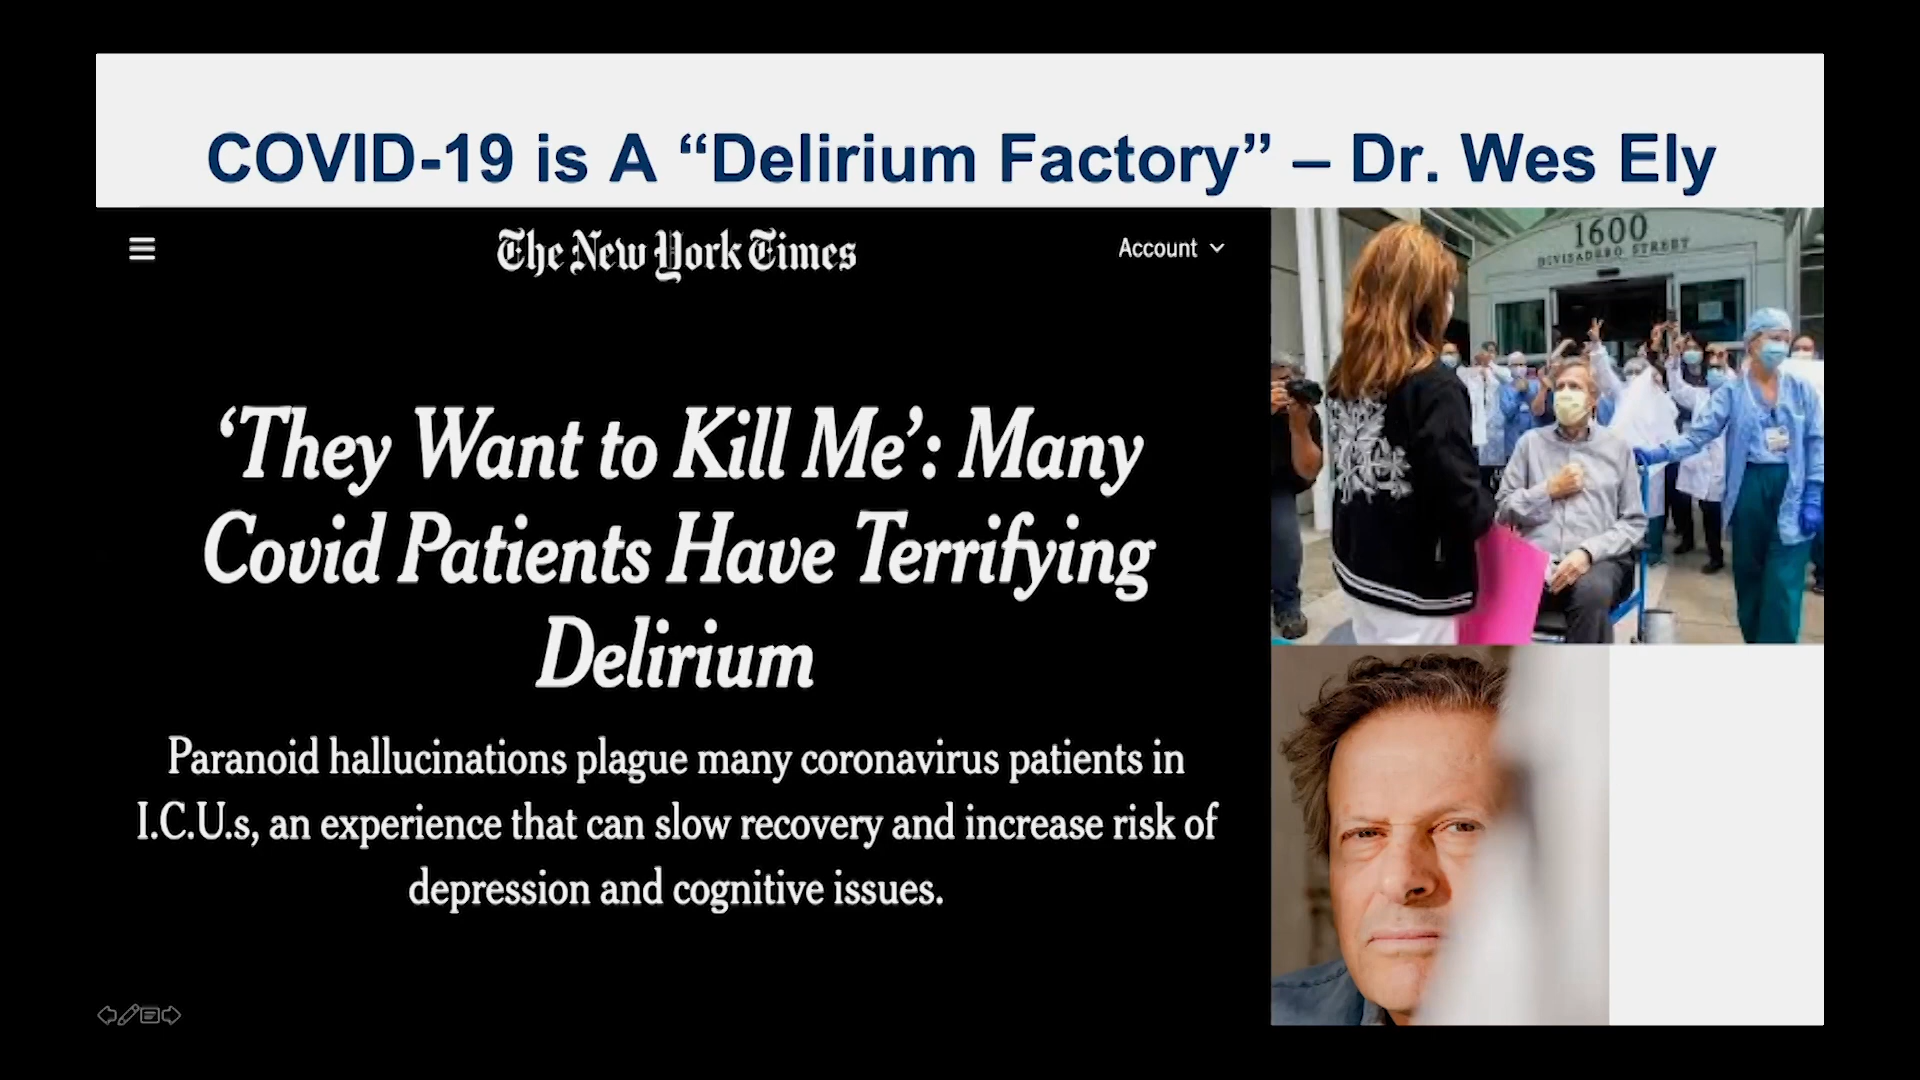 COVID-19 is A “Delirium Factory” – Dr. Wes Ely
The New York Times
Account
‘They Want to Kill Me’: Many
Covid Patients Have Terrifying
Delirium
Paranoid hallucinations plague many coronavirus patients in
I.C.U.s, an experience that can slow recovery and increase risk of
depression and cognitive issues.
1600
DIVISADERO STREET